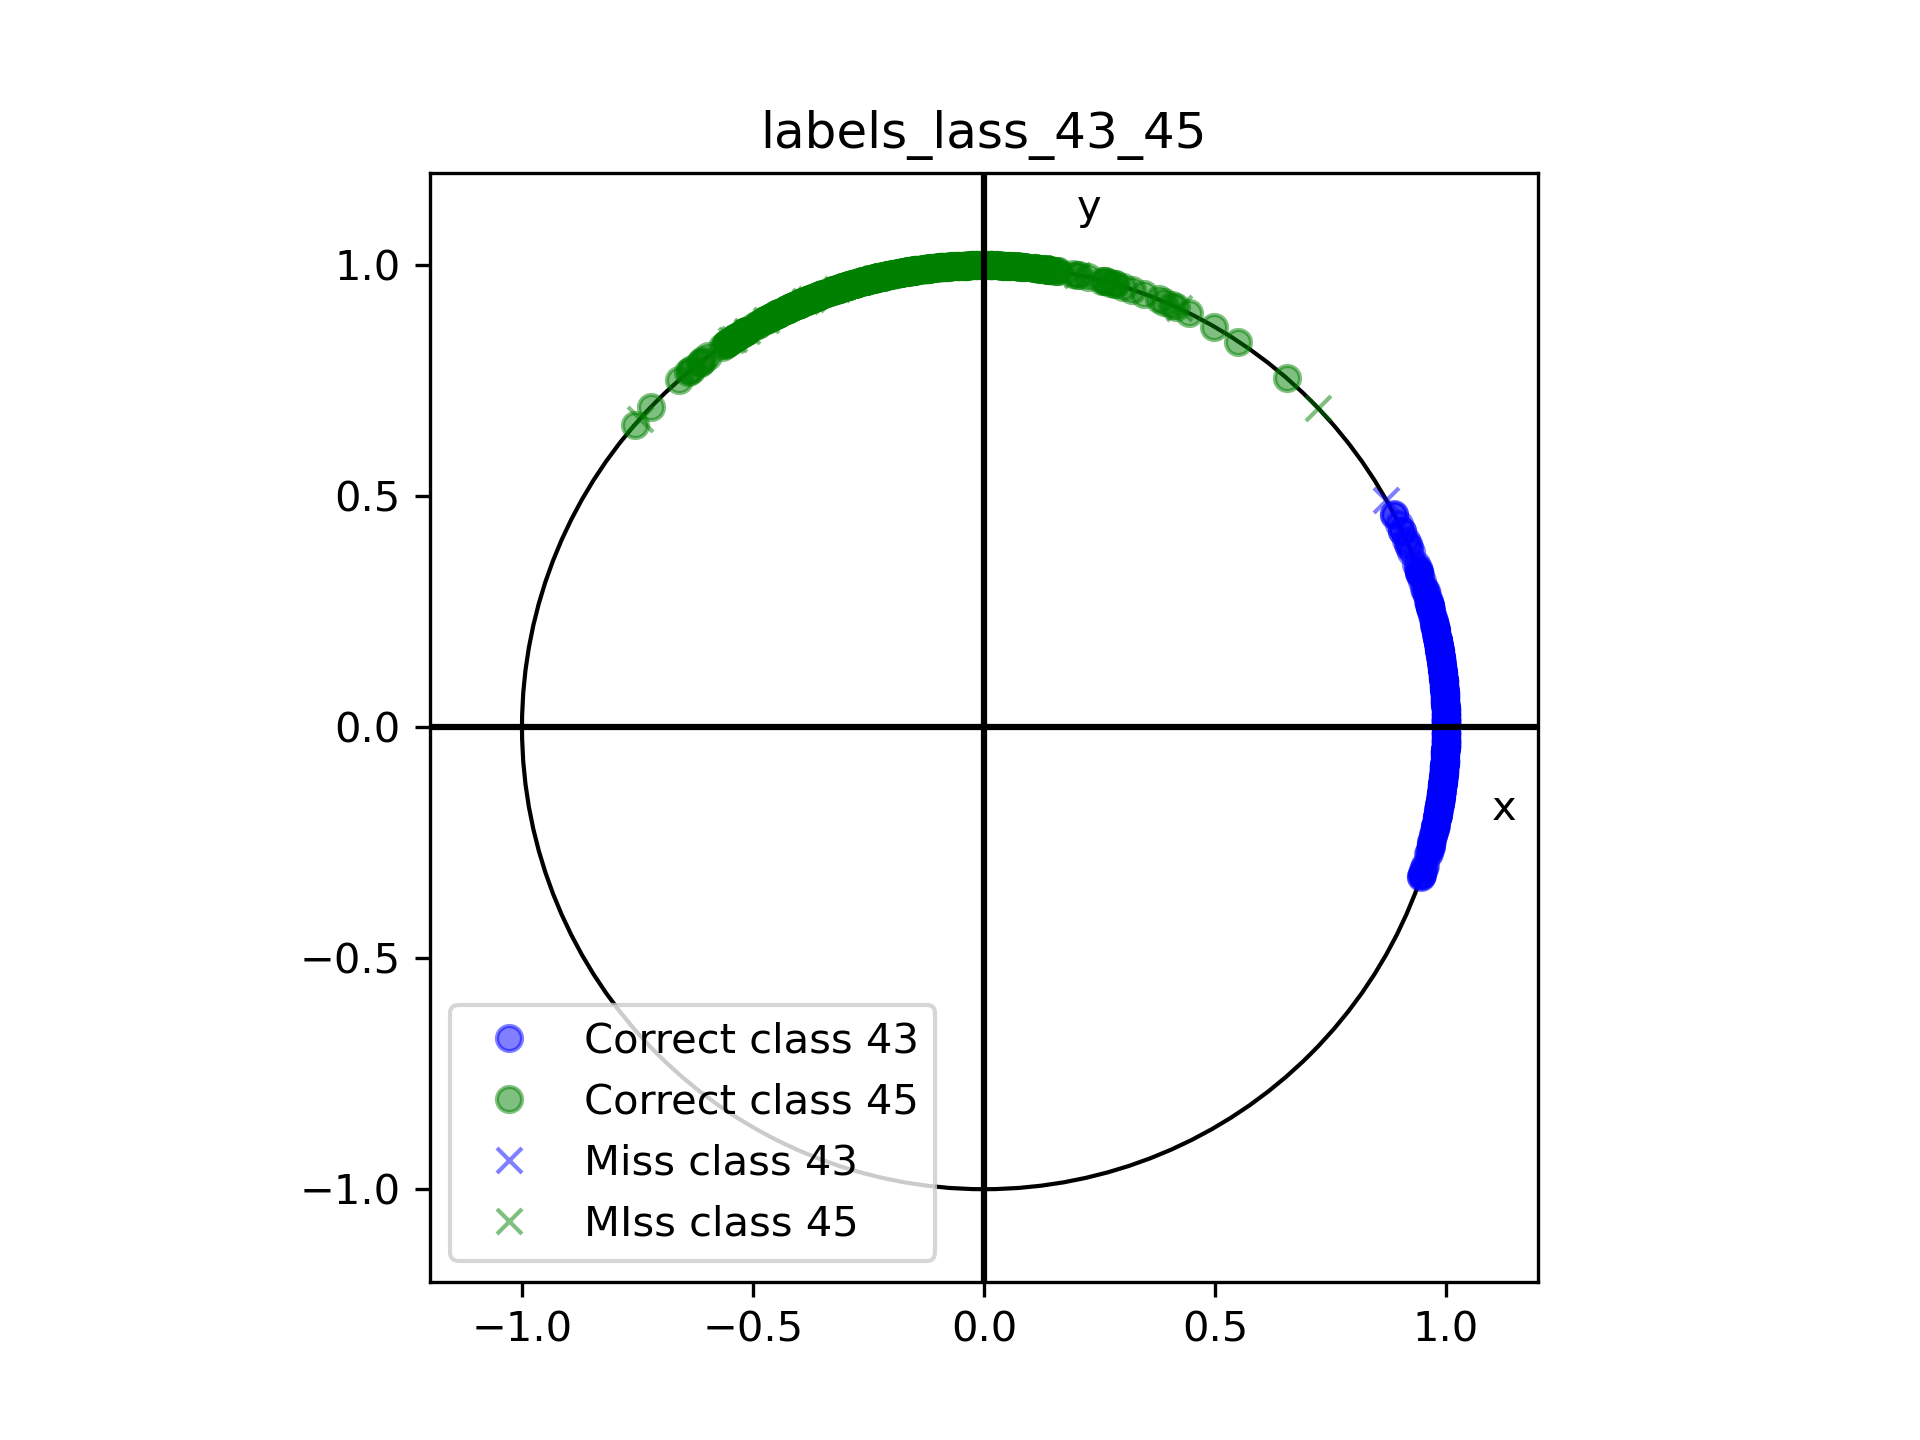 labels_lass_43_45
y
1.0
0.5
0.0
x
−0.5
−1.0
Correct class 43
Correct class 45
Miss class 43
MIss class 45
−1.0 −0.5 0.0 0.5 1.0